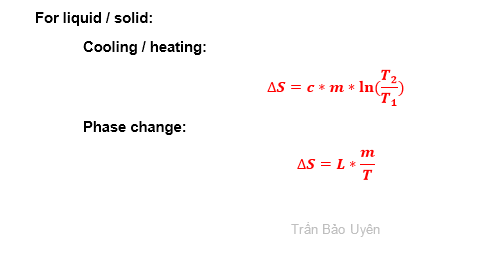 For liquid / solid:
Cooling / heating:
ΔS = c * m * ln(T₂/T₁)
Phase change:
ΔS = L * m/T
Trần Bảo Uyên